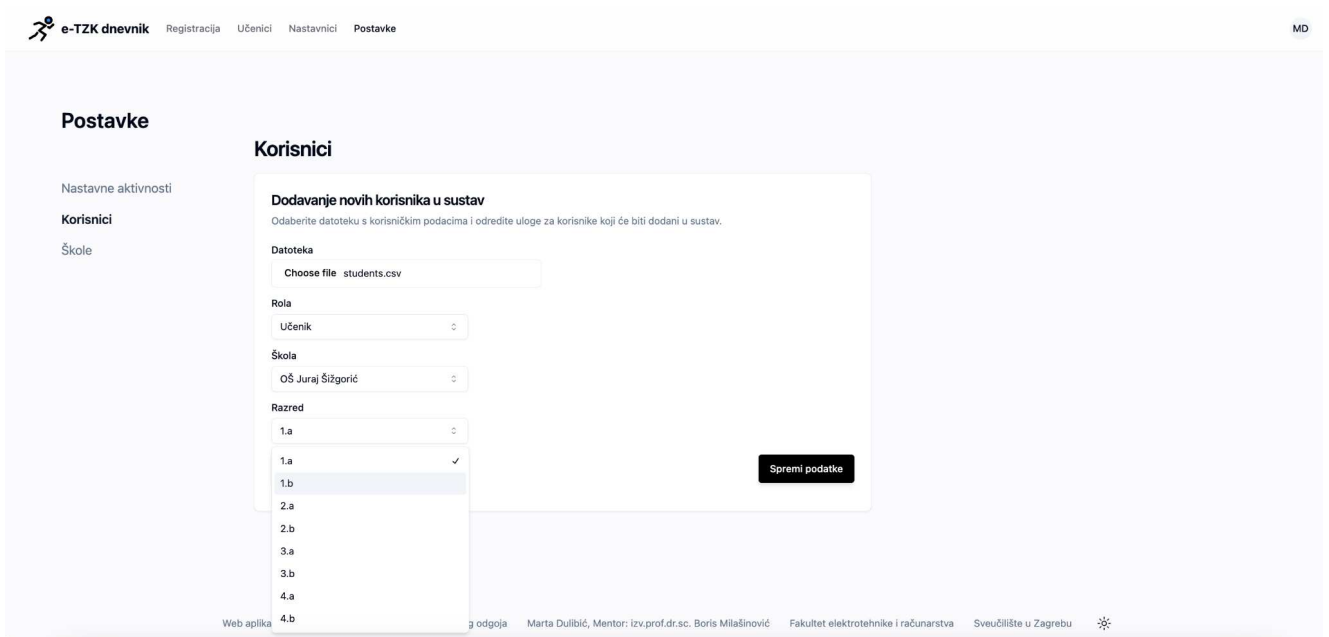 e-TZK dnevnik Registracija Učenici Nastavnici Postavke MD
Postavke
Nastavne aktivnosti
Korisnici
Škole
Korisnici
Dodavanje novih korisnika u sustav
Odaberite datoteku s korisničkim podacima i odredite uloge za korisnike koji će biti dodani u sustav.
Datoteka
Choose file students.csv
Rola
Učenik
Škola
OŠ Juraj Šižgorić
Razred
1.a
1.a
1.b
2.a
2.b
3.a
3.b
4.a
4.b
Spremi podatke
Web odgoja Marta Dulibić, Mentor: izv.prof.dr.sc. Boris Milašinović Fakultet elektrotehnike i računarstva Sveučilište u Zagrebu